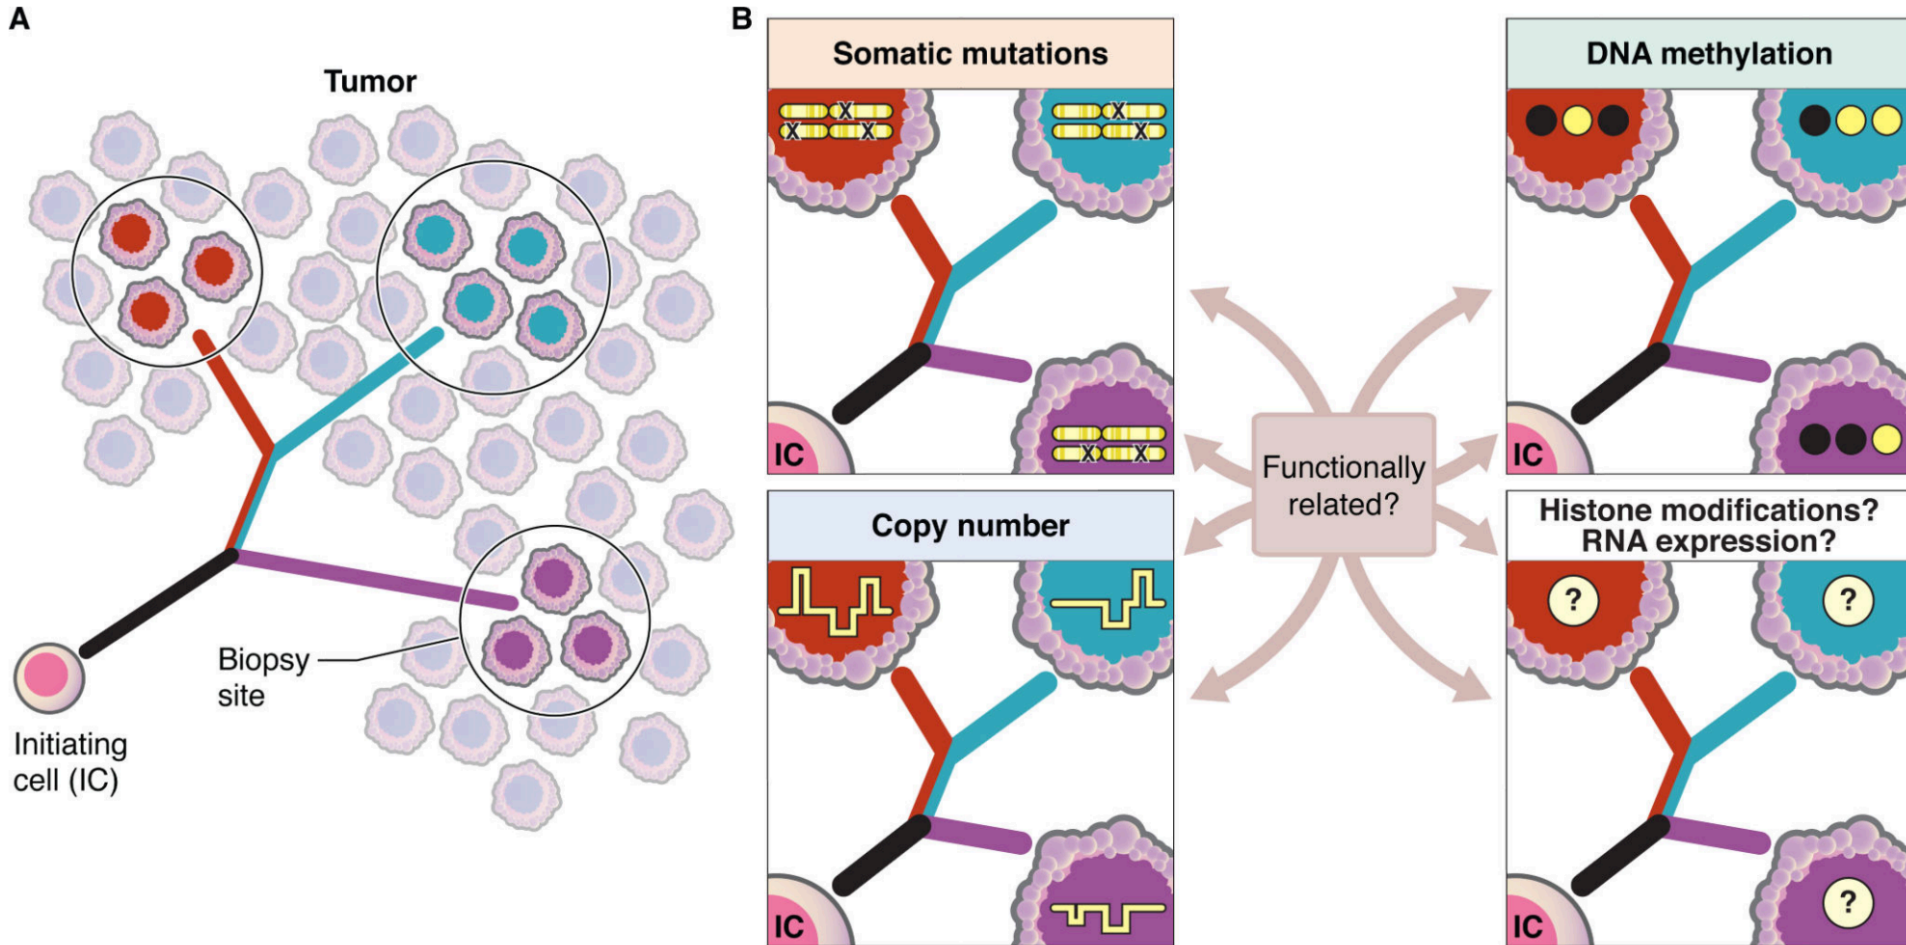 A
Tumor
Biopsy
site
Initiating
cell (IC)
B
Somatic mutations
X
X
X
X
X
IC
X
X
DNA methylation
IC
Functionally
related?
Copy number
IC
Histone modifications?
RNA expression?
?
?
IC
?